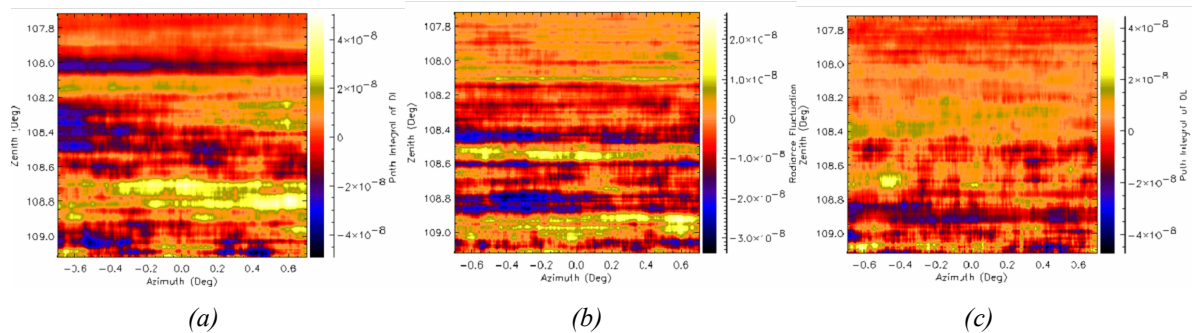 107.8
108.0
108.2
108.4
108.6
108.8
109.0
Zenith (Deg)
−0.6 −0.4 −0.2 0.0 0.2 0.4 0.6
Azimuth (Deg)
4×10⁻⁸
2×10⁻⁸
0
−2×10⁻⁸
−4×10⁻⁸
Path Integral of DL
(a)
107.8
108.0
108.2
108.4
108.6
108.8
109.0
Zenith (Deg)
−0.6 −0.4 −0.2 0.0 0.2 0.4 0.6
Azimuth (Deg)
2.0×10⁻⁸
1.0×10⁻⁸
0
−1.0×10⁻⁸
−2.0×10⁻⁸
−3.0×10⁻⁸
Radiance Fluctuation
(b)
107.8
108.0
108.2
108.4
108.6
108.8
109.0
Zenith (Deg)
−0.6 −0.4 −0.2 0.0 0.2 0.4 0.6
Azimuth (Deg)
4×10⁻⁸
2×10⁻⁸
0
−2×10⁻⁸
−4×10⁻⁸
Path Integral of DL
(c)